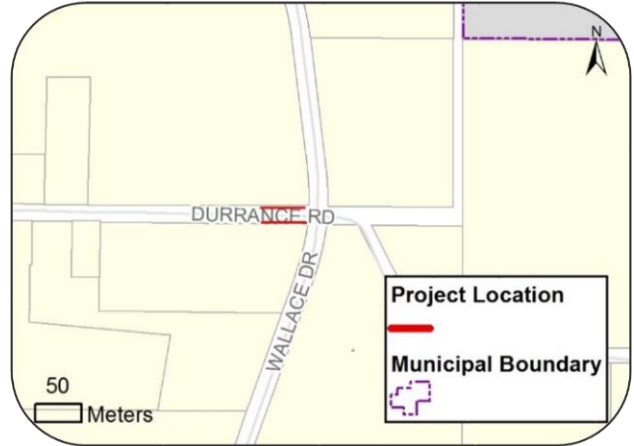 N
DURRANCE RD
WALLACE DR
Project Location
Municipal Boundary
50
Meters